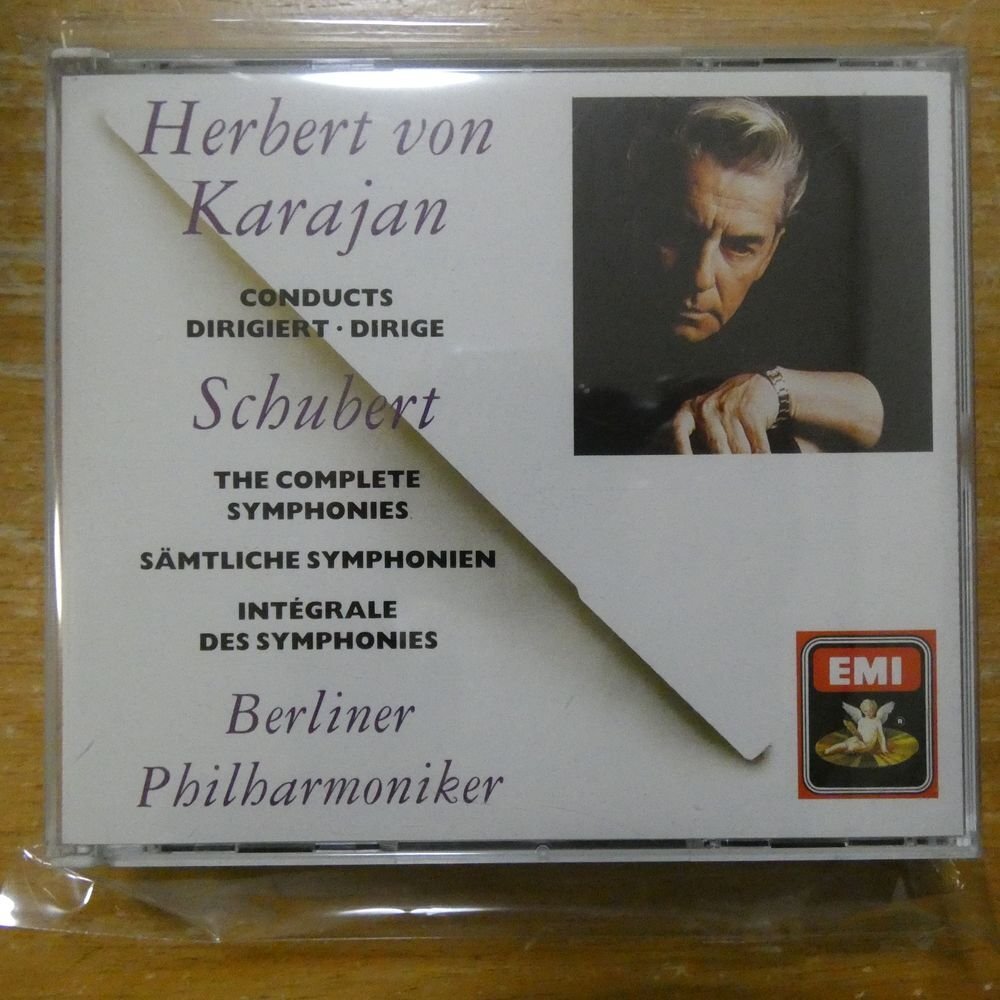 Herbert von
Karajan
CONDUCTS
DIRIGIERT · DIRIGE
Schubert
THE COMPLETE
SYMPHONIES
SÄMTLICHE SYMPHONIEN
INTÉGRALE
DES SYMPHONIES
Berliner
Philharmoniker
EMI
®